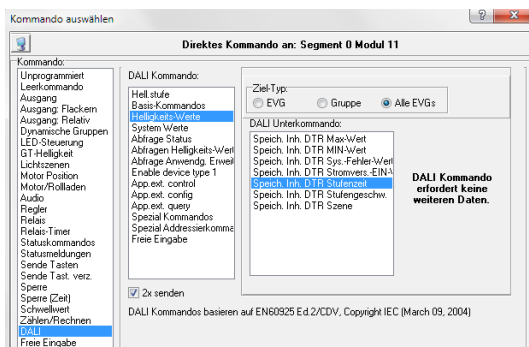 Kommando auswählen
Direktes Kommando an: Segment 0 Modul 11
Kommando:
Unprogrammiert
Leerkommando
Ausgang
Ausgang: Flackern
Ausgang: Relativ
Dynamische Gruppen
LED-Steuerung
GT-Helligkeit
Lichtszenen
Motor Position
Motor/Rollladen
Audio
Regler
Relais
Relais-Timer
Statuskommandos
Statusmeldungen
Sende Tasten
Sende Tast. verz.
Sperre
Sperre (Zeit)
Schwellwert
Zählen/Rechnen
DALI
Freie Eingabe
DALI Kommando:
Hell.stufe
Basis-Kommandos
Helligkeits-Werte
System Werte
Abfrage Status
Abfragen Helligkeits-Wert
Abfrage Anwendg. Erweit
Enable device type 1
App.ext. control
App.ext. config
App.ext. query
Spezial Kommandos
Spezial Addressierkomma
Freie Eingabe
2x senden
Ziel-Typ:
EVG Gruppe Alle EVGs
DALI Unterkommando:
Speich. Inh. DTR Max-Wert
Speich. Inh. DTR MIN-Wert
Speich. Inh. DTR Sys.-Fehler-Wert
Speich. Inh. DTR Stromvers.-EIN-V
Speich. Inh. DTR Stufenzeit
Speich. Inh. DTR Stufengeschw.
Speich. Inh. DTR Szene
DALI Kommando
erfordert keine
weiteren Daten.
DALI Kommandos basieren auf EN60925 Ed.2/CDV, Copyright IEC (March 09, 2004)